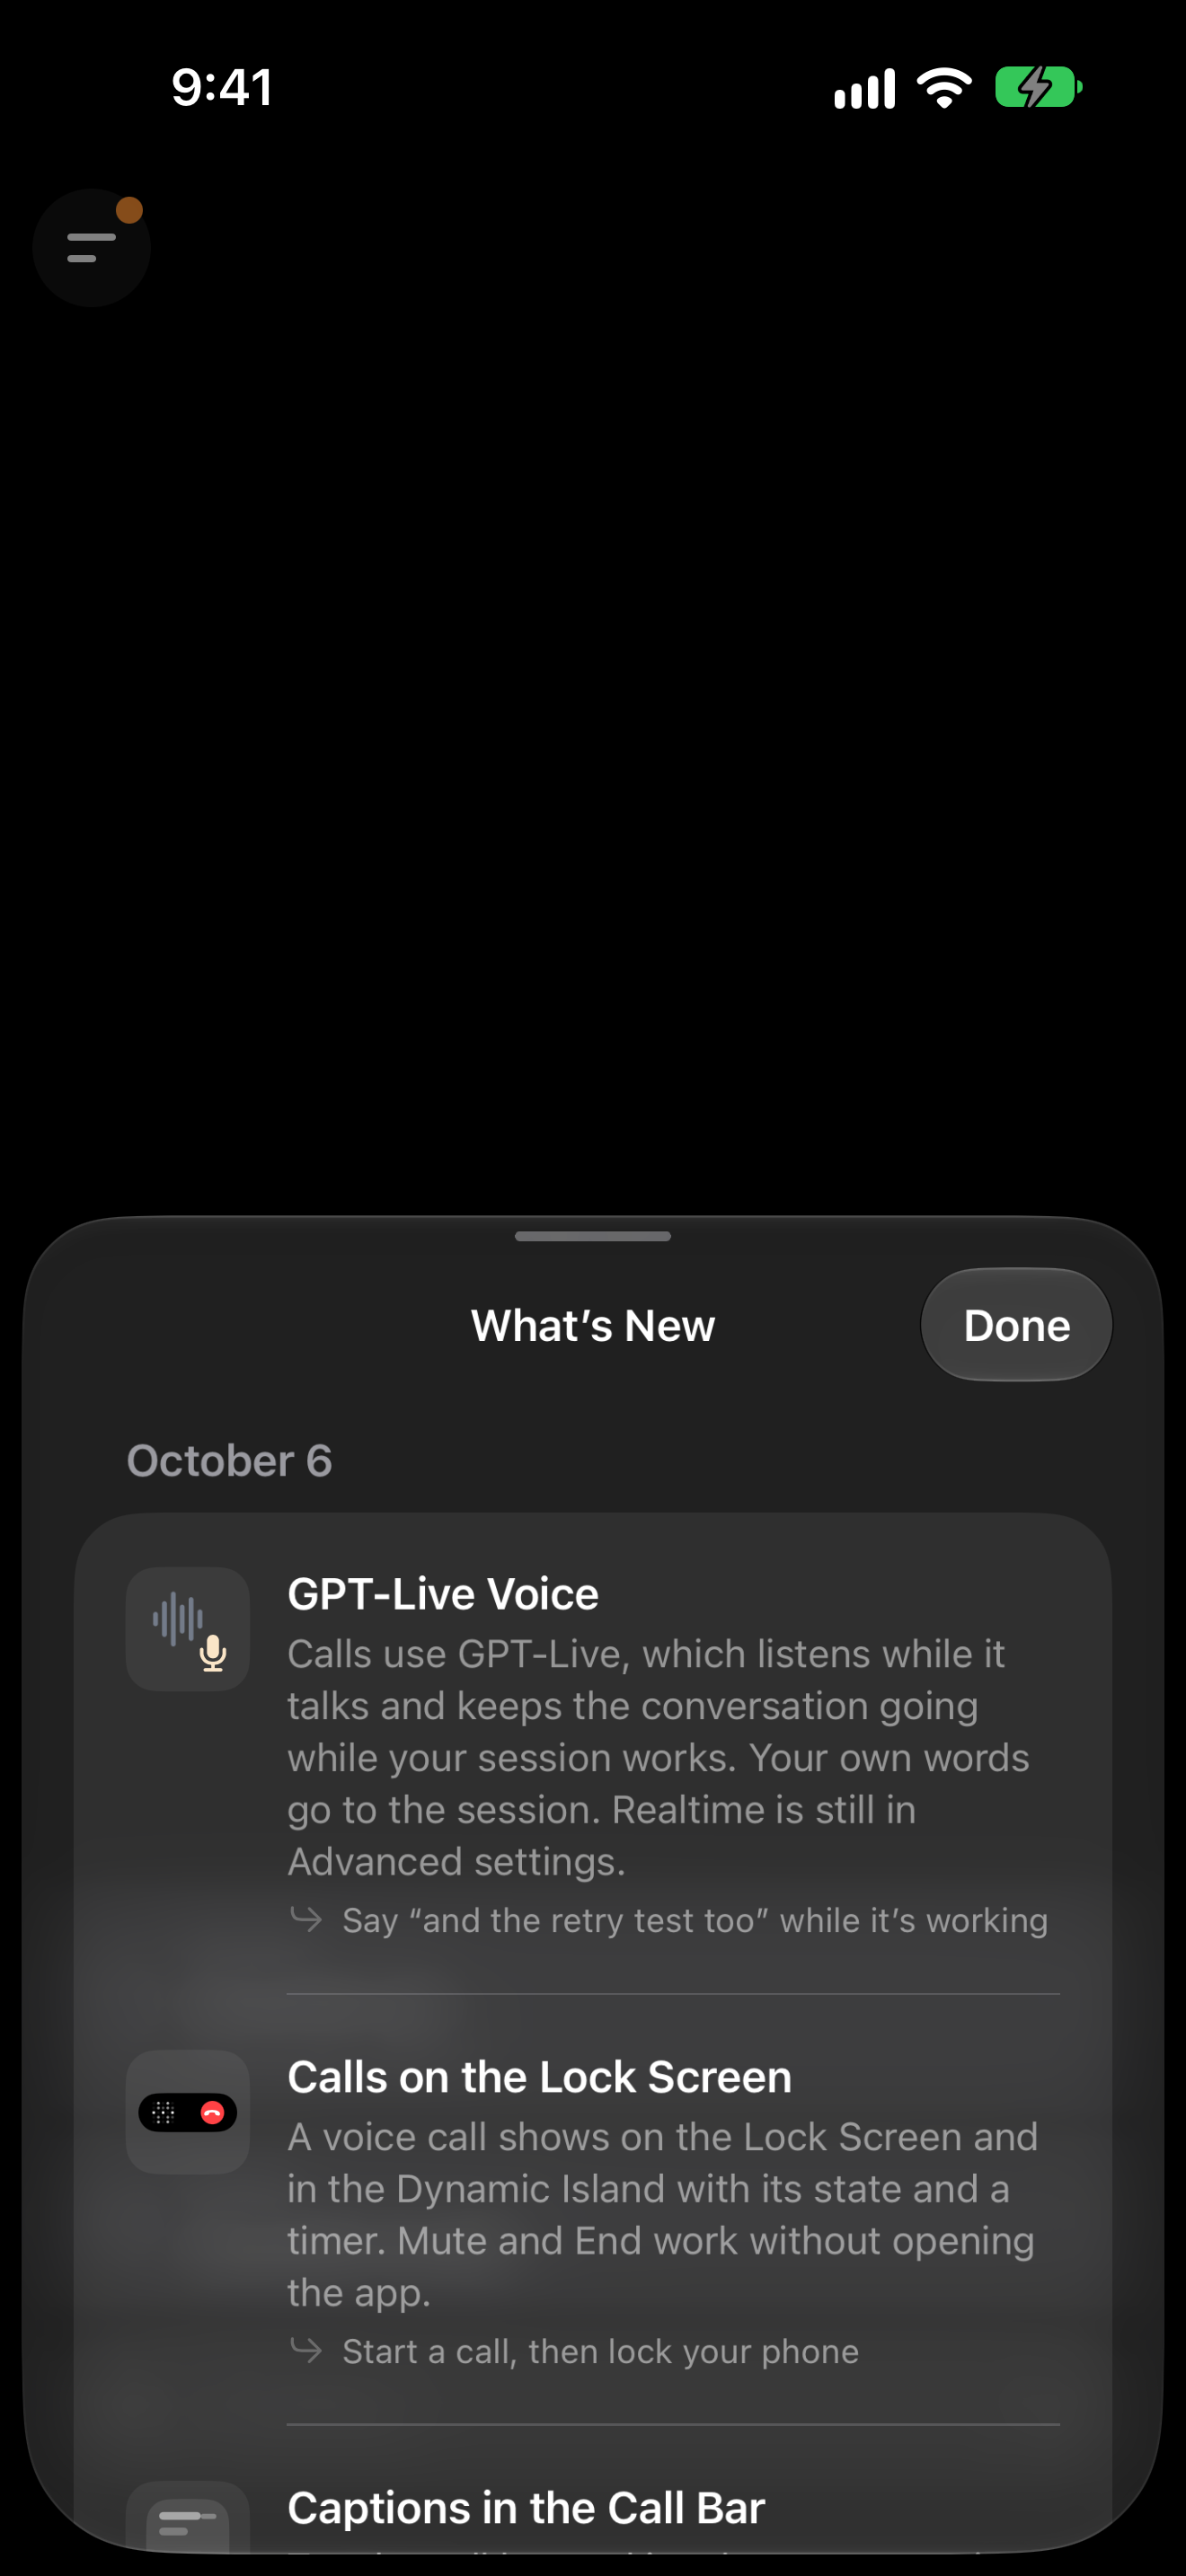 9:41
What’s New
Done
October 6
GPT-Live Voice
Calls use GPT-Live, which listens while it
talks and keeps the conversation going
while your session works. Your own words
go to the session. Realtime is still in
Advanced settings.
Say “and the retry test too” while it’s working
Calls on the Lock Screen
A voice call shows on the Lock Screen and
in the Dynamic Island with its state and a
timer. Mute and End work without opening
the app.
Start a call, then lock your phone
Captions in the Call Bar